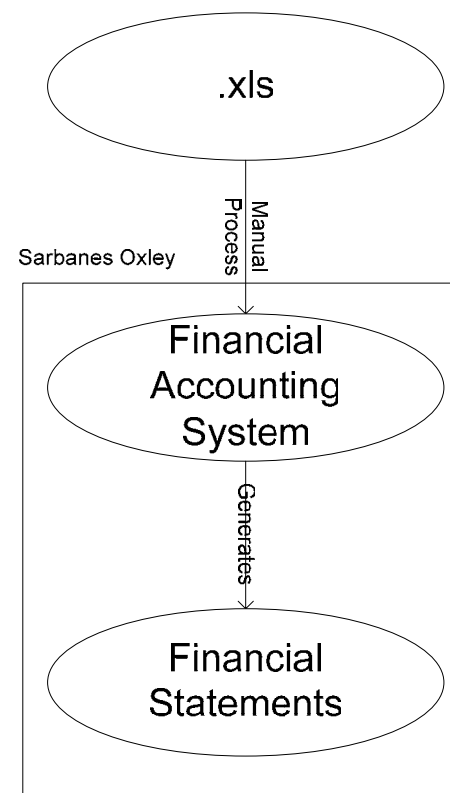 .xls
Manual
Process
Sarbanes Oxley
Financial
Accounting
System
Generates
Financial
Statements